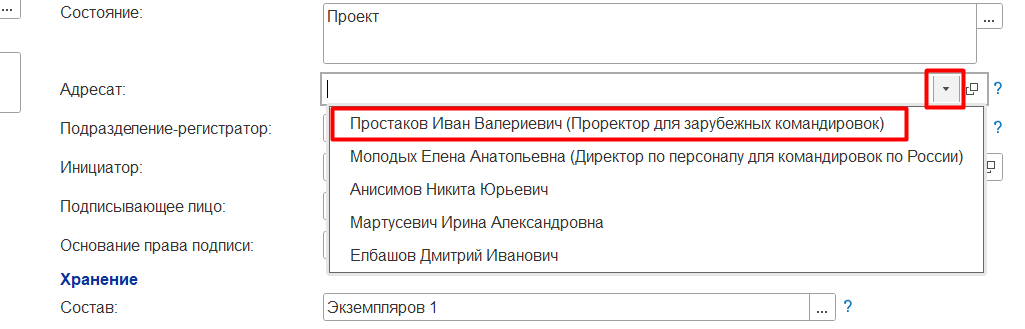 ...
Состояние:
Проект
...
Адресат:
?
Простаков Иван Валериевич (Проректор для зарубежных командировок)
Подразделение-регистратор:
?
Молодых Елена Анатольевна (Директор по персоналу для командировок по России)
Инициатор:
Анисимов Никита Юрьевич
Подписывающее лицо:
Мартусевич Ирина Александровна
Основание права подписи:
Елбашов Дмитрий Иванович
Хранение
Состав:
Экземпляров 1
...
?